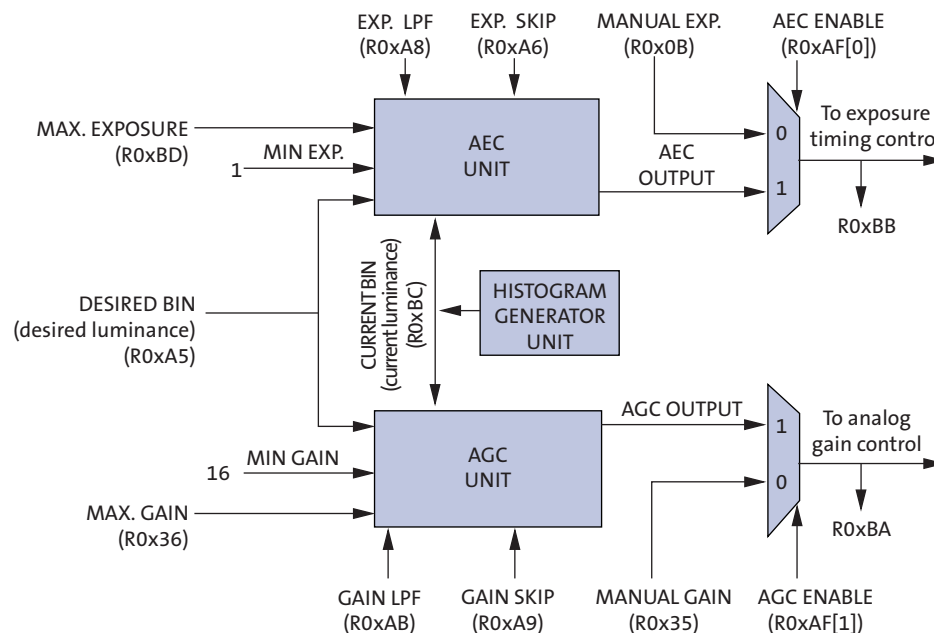 EXP. LPF
(R0xA8)
EXP. SKIP
(R0xA6)
MANUAL EXP.
(R0x0B)
AEC ENABLE
(R0xAF[0])
MAX. EXPOSURE
(R0xBD)
1
MIN EXP.
AEC
UNIT
AEC
OUTPUT
0
1
To exposure
timing control
R0xBB
DESIRED BIN
(desired luminance)
(R0xA5)
CURRENT BIN
(current luminance)
(R0xBC)
HISTOGRAM
GENERATOR
UNIT
16
MIN GAIN
MAX. GAIN
(R0x36)
AGC
UNIT
AGC OUTPUT
1
0
To analog
gain control
R0xBA
GAIN LPF
(R0xAB)
GAIN SKIP
(R0xA9)
MANUAL GAIN
(R0x35)
AGC ENABLE
(R0xAF[1])